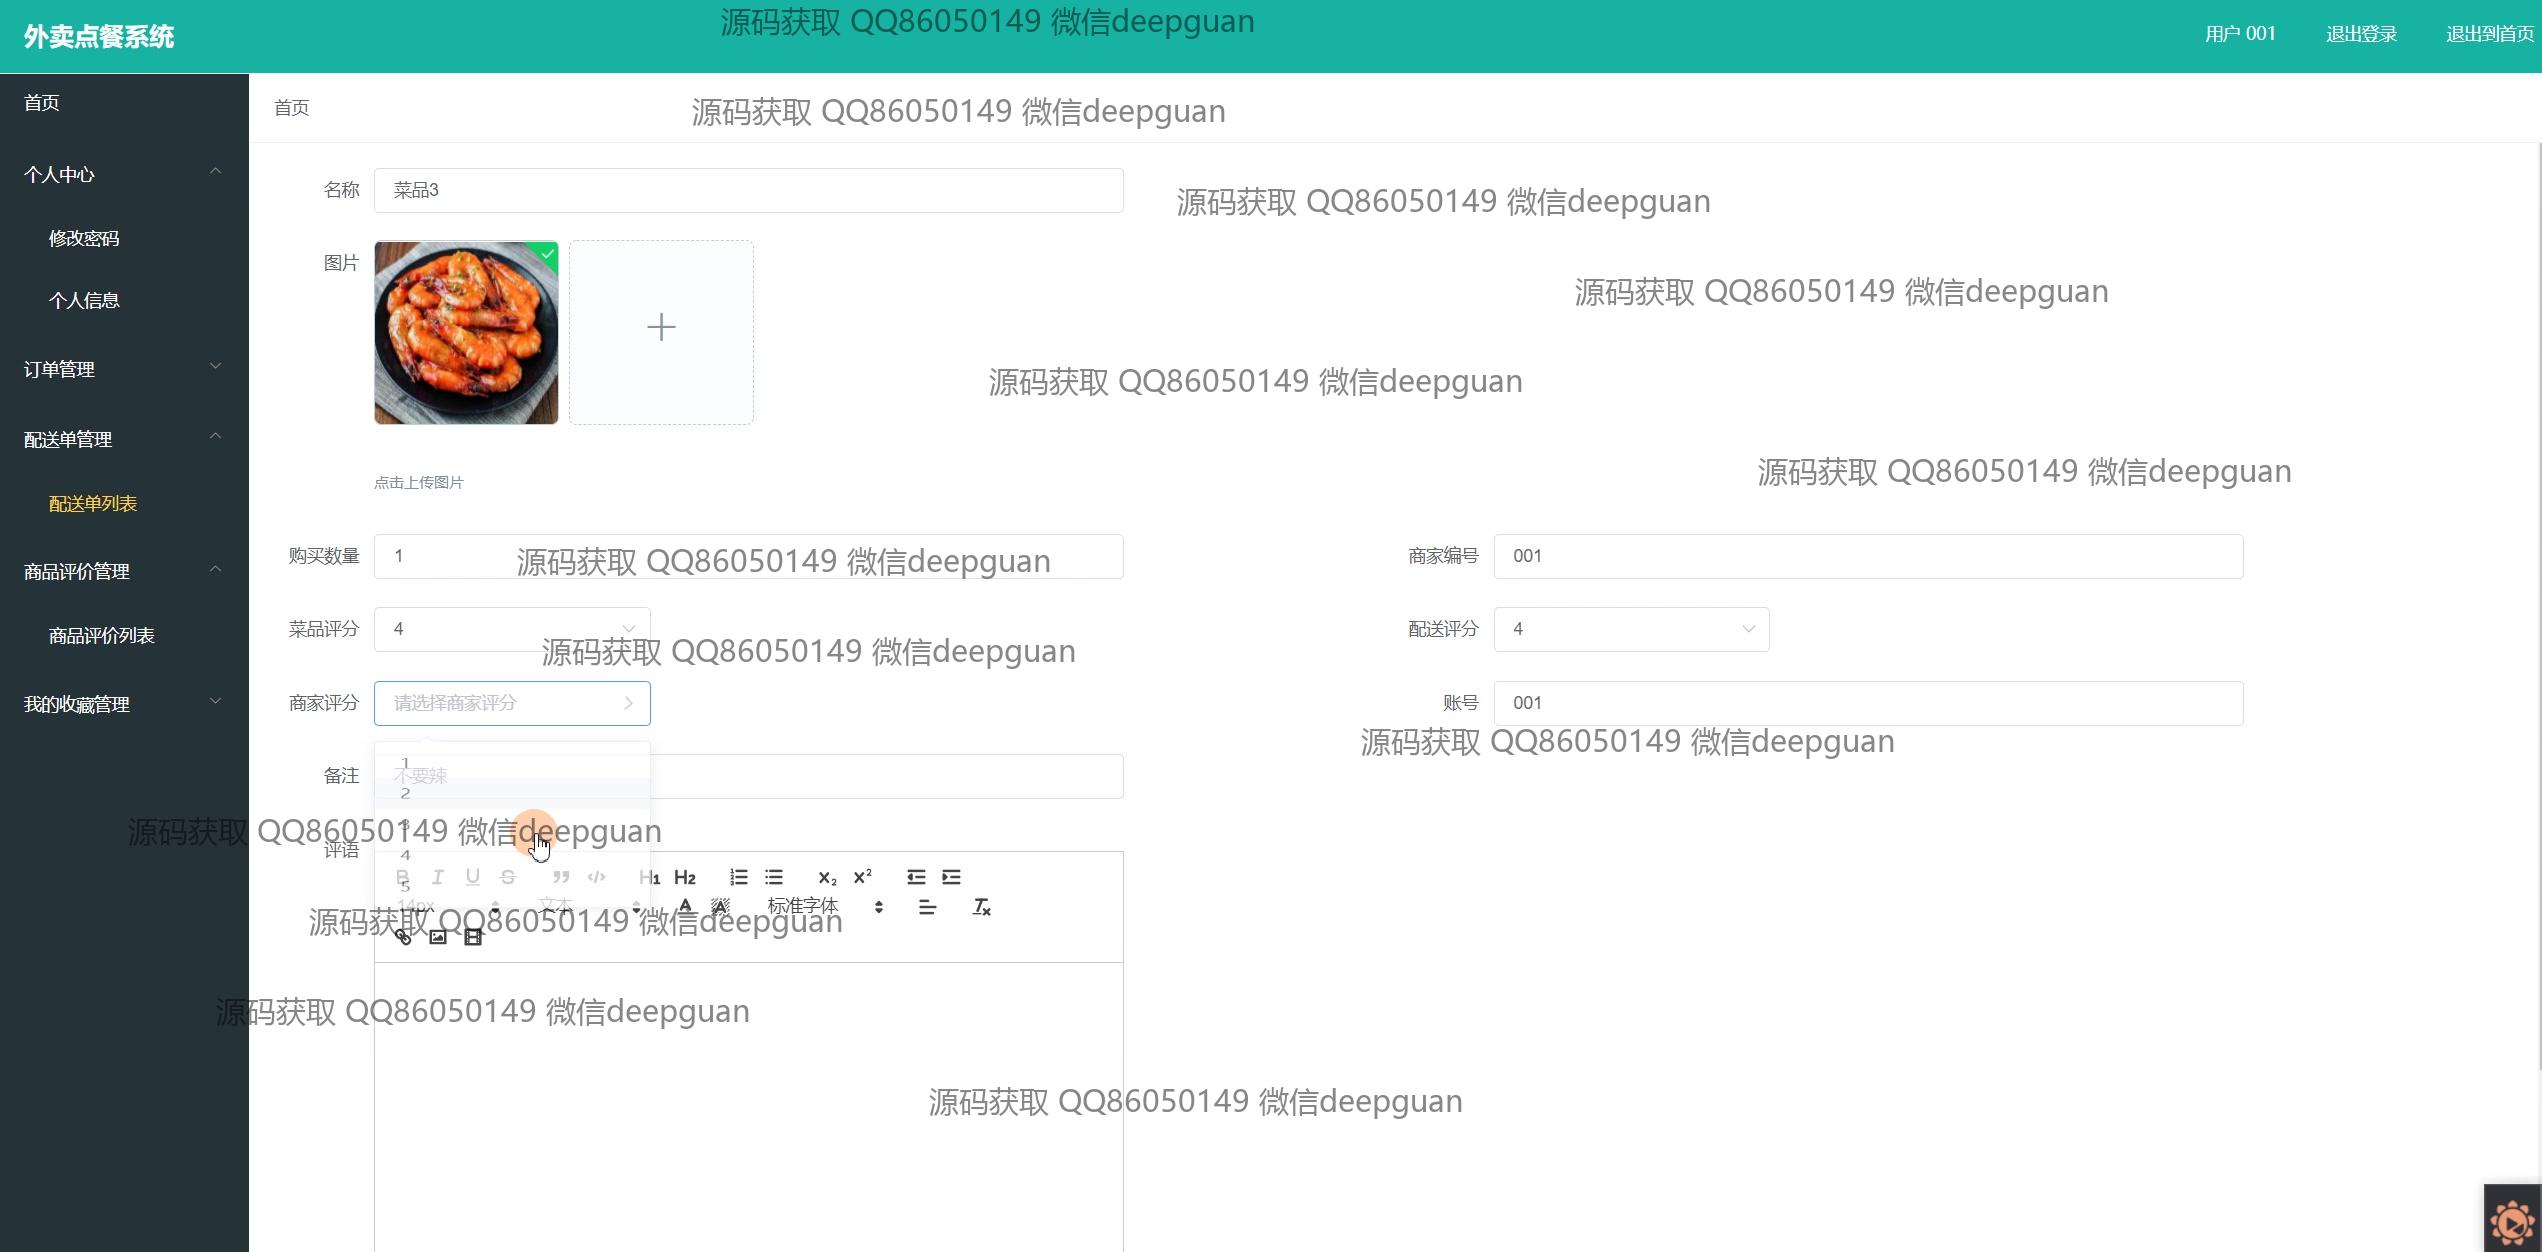 外卖点餐系统
源码获取 QQ86050149 微信deepguan
用户 001
退出登录
退出到首页
首页
个人中心
修改密码
个人信息
订单管理
配送单管理
配送单列表
商品评价管理
商品评价列表
我的收藏管理
首页
源码获取 QQ86050149 微信deepguan
名称
菜品3
源码获取 QQ86050149 微信deepguan
图片
源码获取 QQ86050149 微信deepguan
源码获取 QQ86050149 微信deepguan
点击上传图片
源码获取 QQ86050149 微信deepguan
购买数量
1
源码获取 QQ86050149 微信deepguan
商家编号
001
菜品评分
4
源码获取 QQ86050149 微信deepguan
配送评分
4
商家评分
请选择商家评分
账号
001
源码获取 QQ86050149 微信deepguan
备注
不要辣
1
2
3
4
5
源码获取 QQ86050149 微信deepguan
评语
B I U S H1 H2 X₂ X²
14px
文本
标准字体
源码获取 QQ86050149 微信deepguan
源码获取 QQ86050149 微信deepguan
源码获取 QQ86050149 微信deepguan